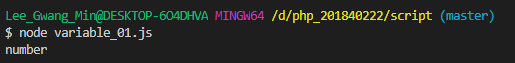 Lee_Gwang_Min@DESKTOP-6O4DHVA MINGW64 /d/php_201840222/script (master)
$ node variable_01.js
number